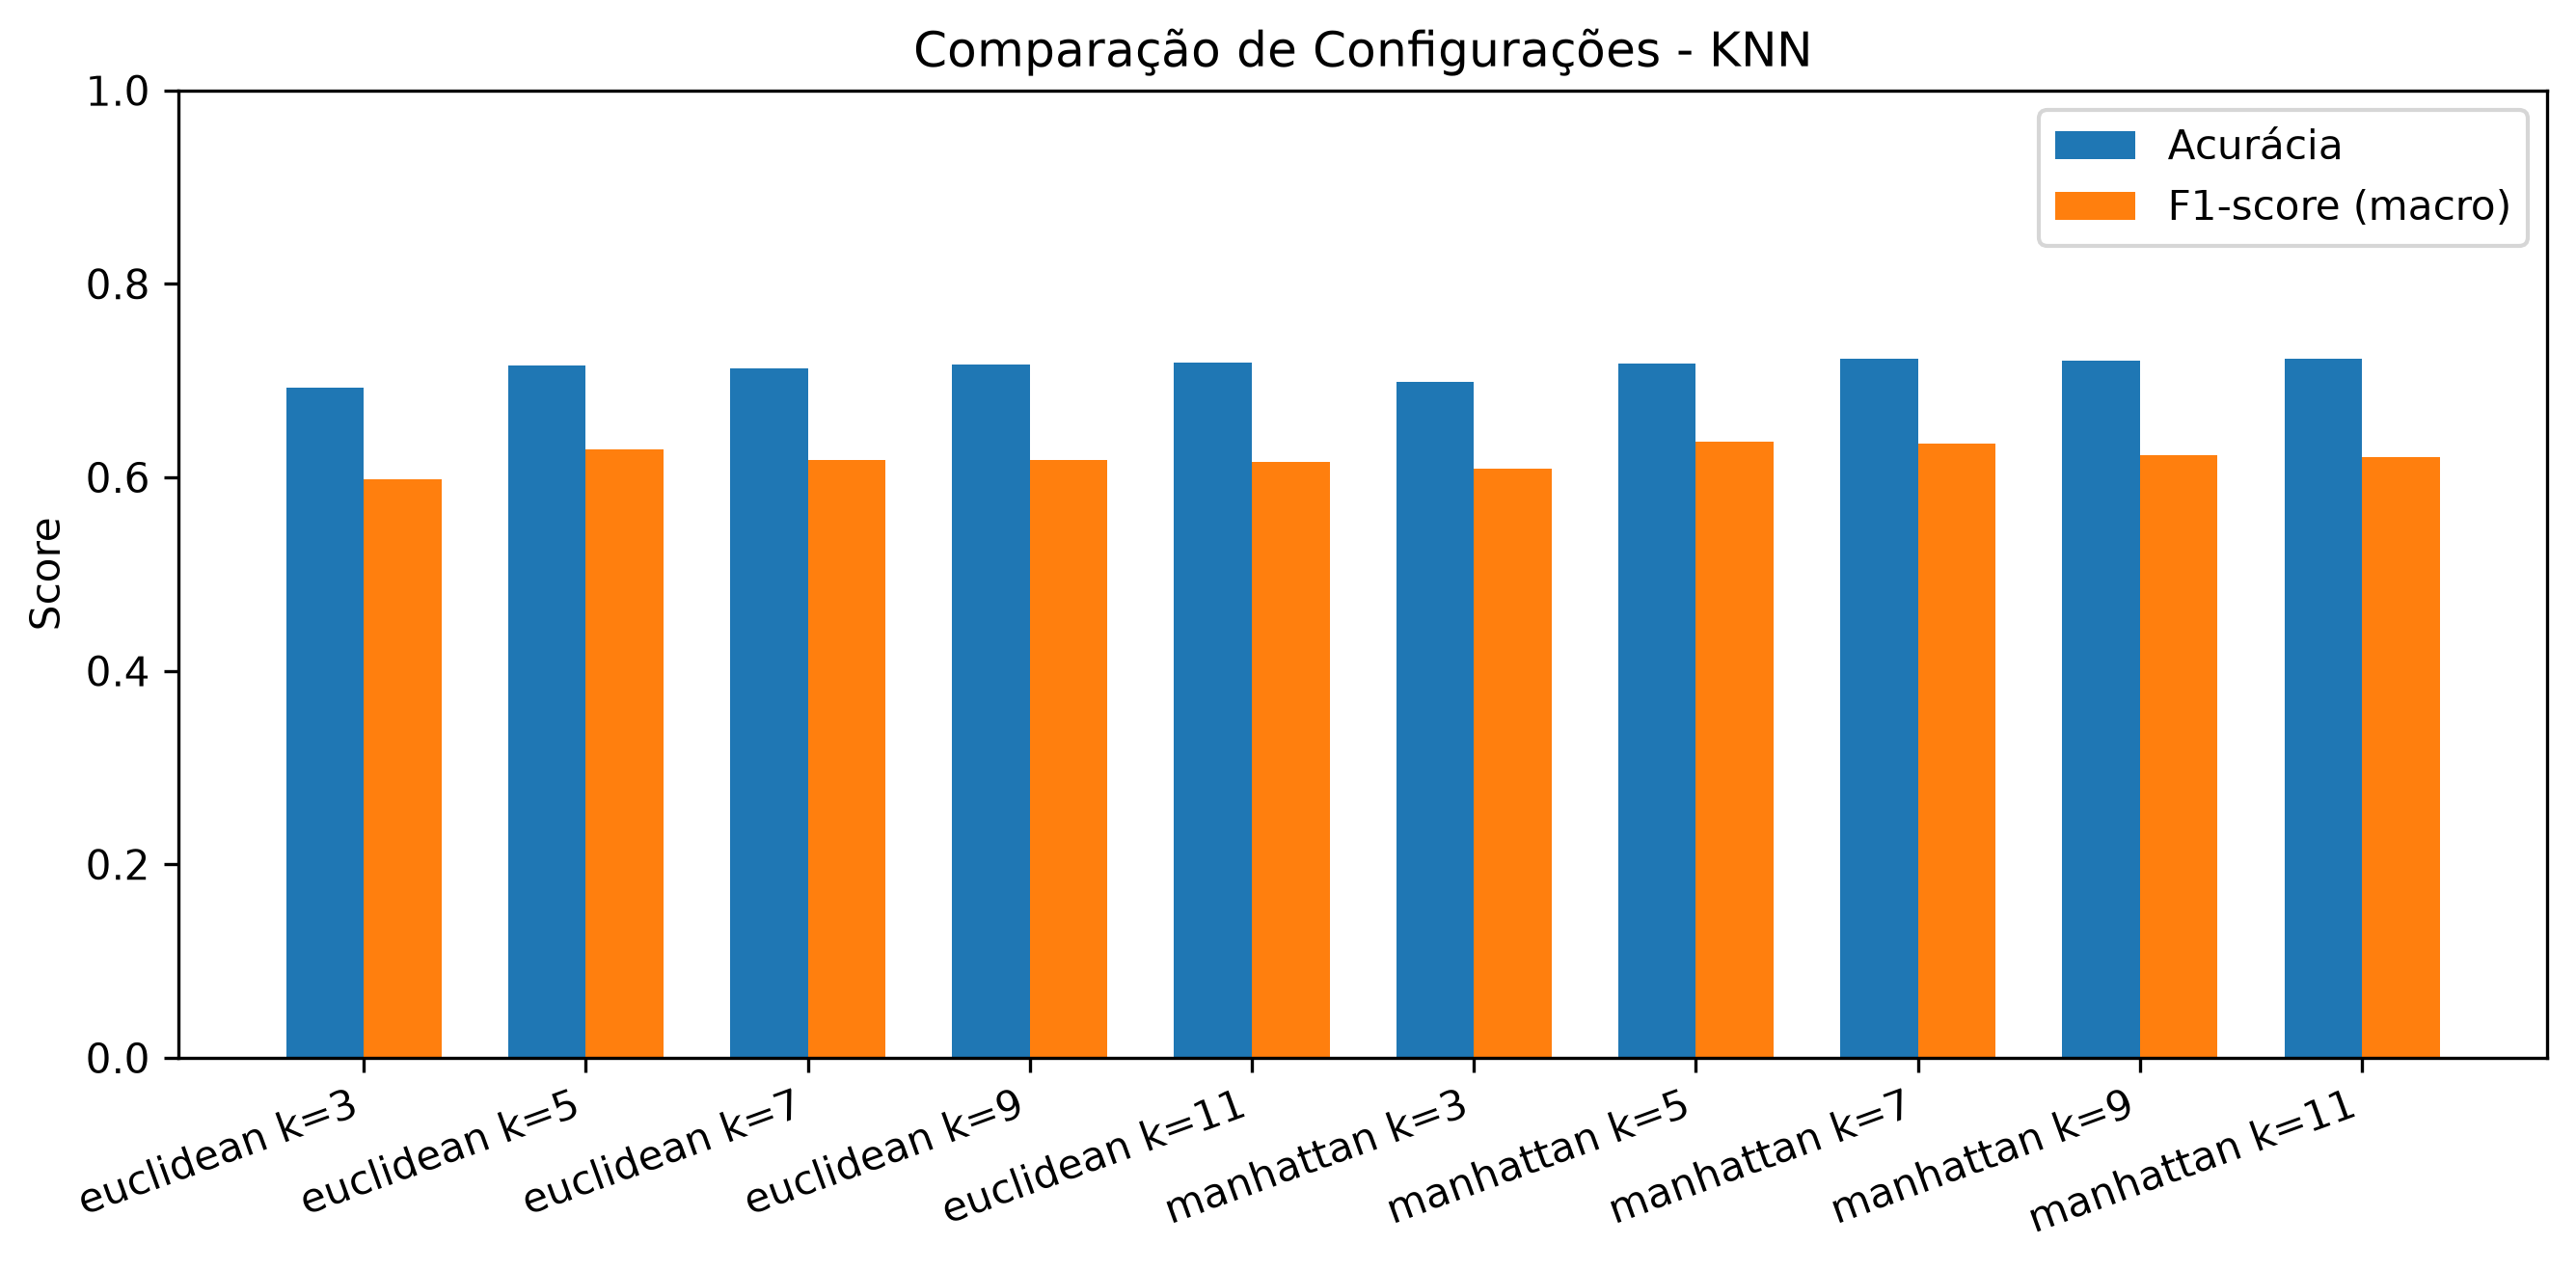 Comparação de Configurações - KNN
1.0
0.8
0.6
0.4
0.2
0.0
Score
Acurácia
F1-score (macro)
euclidean k=3
euclidean k=5
euclidean k=7
euclidean k=9
euclidean k=11
manhattan k=3
manhattan k=5
manhattan k=7
manhattan k=9
manhattan k=11